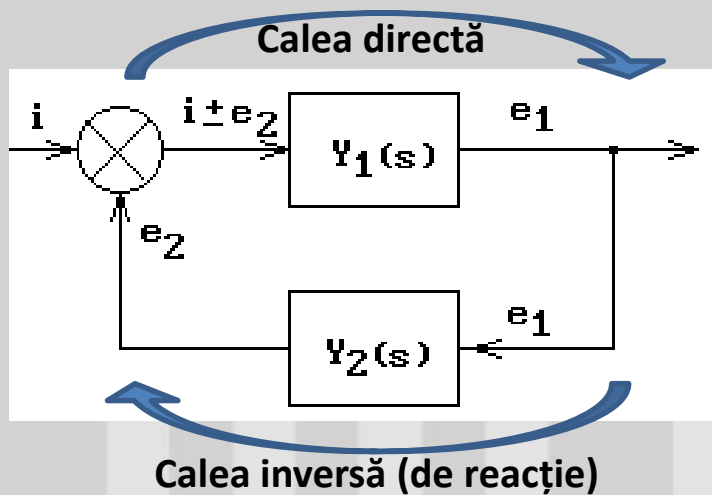 Calea directă
i
i ± e₂
e₁
Y₁(s)
e₂
e₁
Y₂(s)
Calea inversă (de reacție)